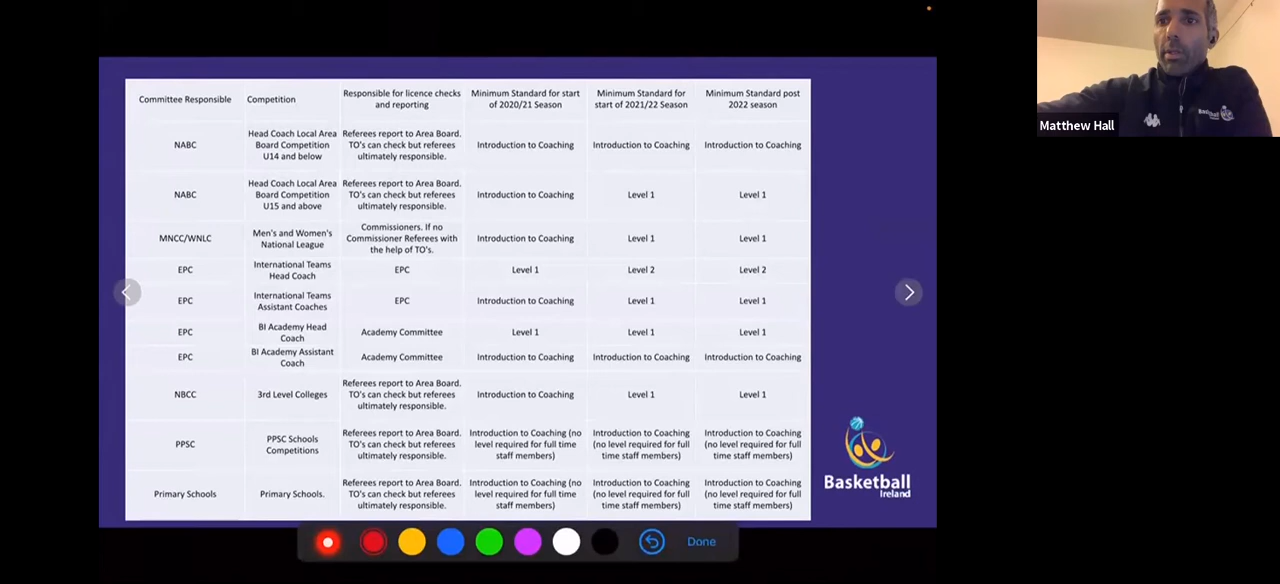 Matthew Hall
Committee Responsible
Competition
Responsible for licence checks
and reporting
Minimum Standard for start
of 2020/21 Season
Minimum Standard for
start of 2021/22 Season
Minimum Standard post
2022 season
NABC
Head Coach Local Area
Board Competition
U14 and below
Referees report to Area Board.
TO's can check but referees
ultimately responsible.
Introduction to Coaching
Introduction to Coaching
Introduction to Coaching
NABC
Head Coach Local Area
Board Competition
U15 and above
Referees report to Area Board.
TO's can check but referees
ultimately responsible.
Introduction to Coaching
Level 1
Level 1
MNCC/WNLC
Men's and Women's
National League
Commissioners. If no
Commissioner Referees with
the help of TO's.
Introduction to Coaching
Level 1
Level 1
EPC
International Teams
Head Coach
EPC
Level 1
Level 2
Level 2
EPC
International Teams
Assistant Coaches
EPC
Introduction to Coaching
Level 1
Level 1
EPC
BI Academy Head
Coach
Academy Committee
Level 1
Level 1
Level 1
EPC
BI Academy Assistant
Coach
Academy Committee
Introduction to Coaching
Introduction to Coaching
Introduction to Coaching
NBCC
3rd Level Colleges
Referees report to Area Board.
TO's can check but referees
ultimately responsible.
Introduction to Coaching
Level 1
Level 1
PPSC
PPSC Schools
Competitions
Referees report to Area Board.
TO's can check but referees
ultimately responsible.
Introduction to Coaching (no
level required for full time
staff members)
Introduction to Coaching
(no level required for full
time staff members)
Introduction to Coaching
(no level required for full
time staff members)
Primary Schools
Primary Schools.
Referees report to Area Board.
TO's can check but referees
ultimately responsible.
Introduction to Coaching (no
level required for full time
staff members)
Introduction to Coaching
(no level required for full
time staff members)
Introduction to Coaching
(no level required for full
time staff members)
Basketball
Ireland
Done